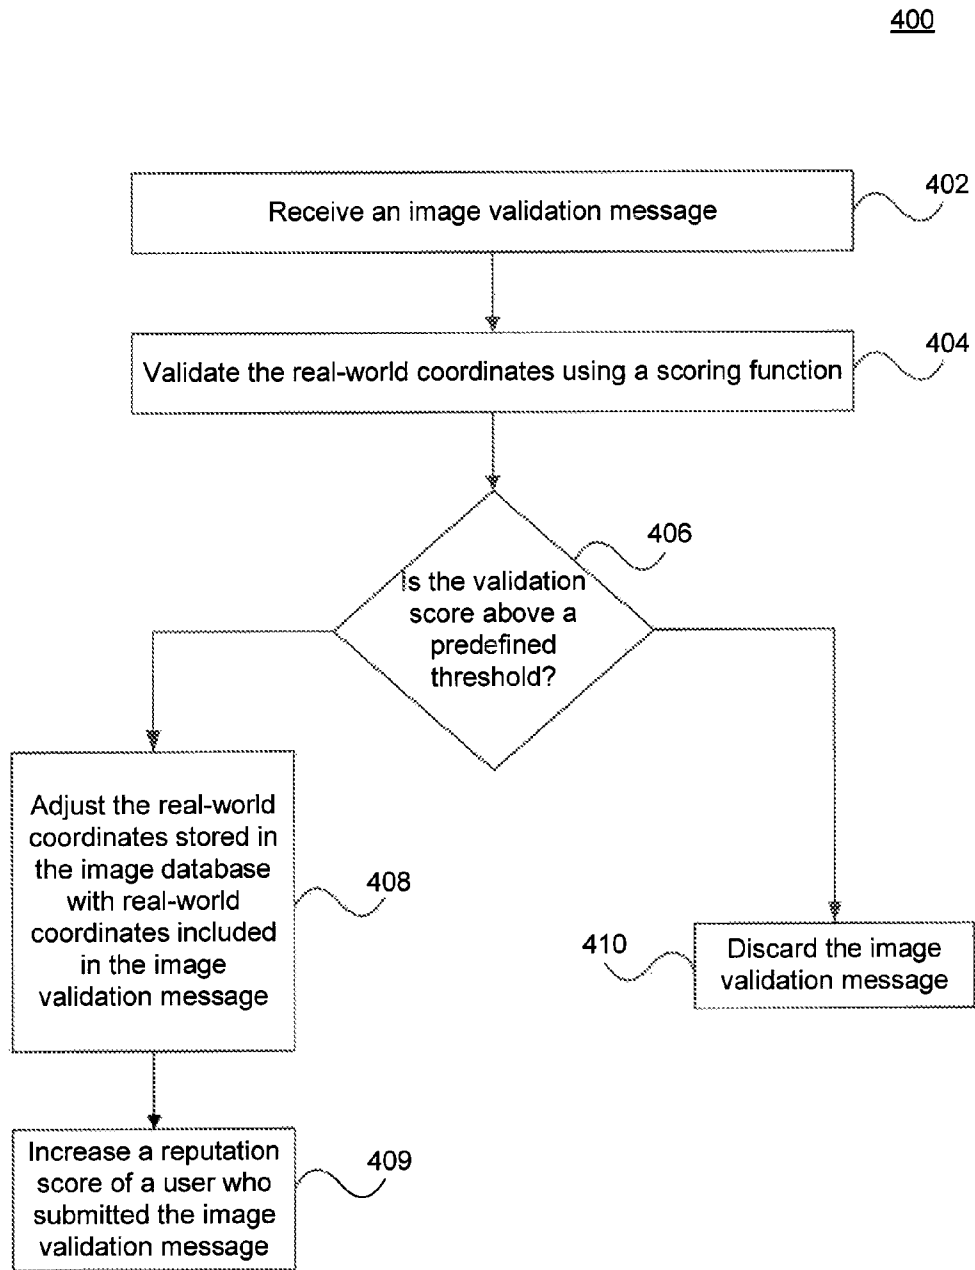 400
Receive an image validation message
402
Validate the real-world coordinates using a scoring function
404
406
Is the validation
score above a
predefined
threshold?
Adjust the real-world
coordinates stored in
the image database
with real-world
coordinates included
in the image
validation message
408
410
Discard the image
validation message
Increase a reputation
score of a user who
submitted the image
validation message
409